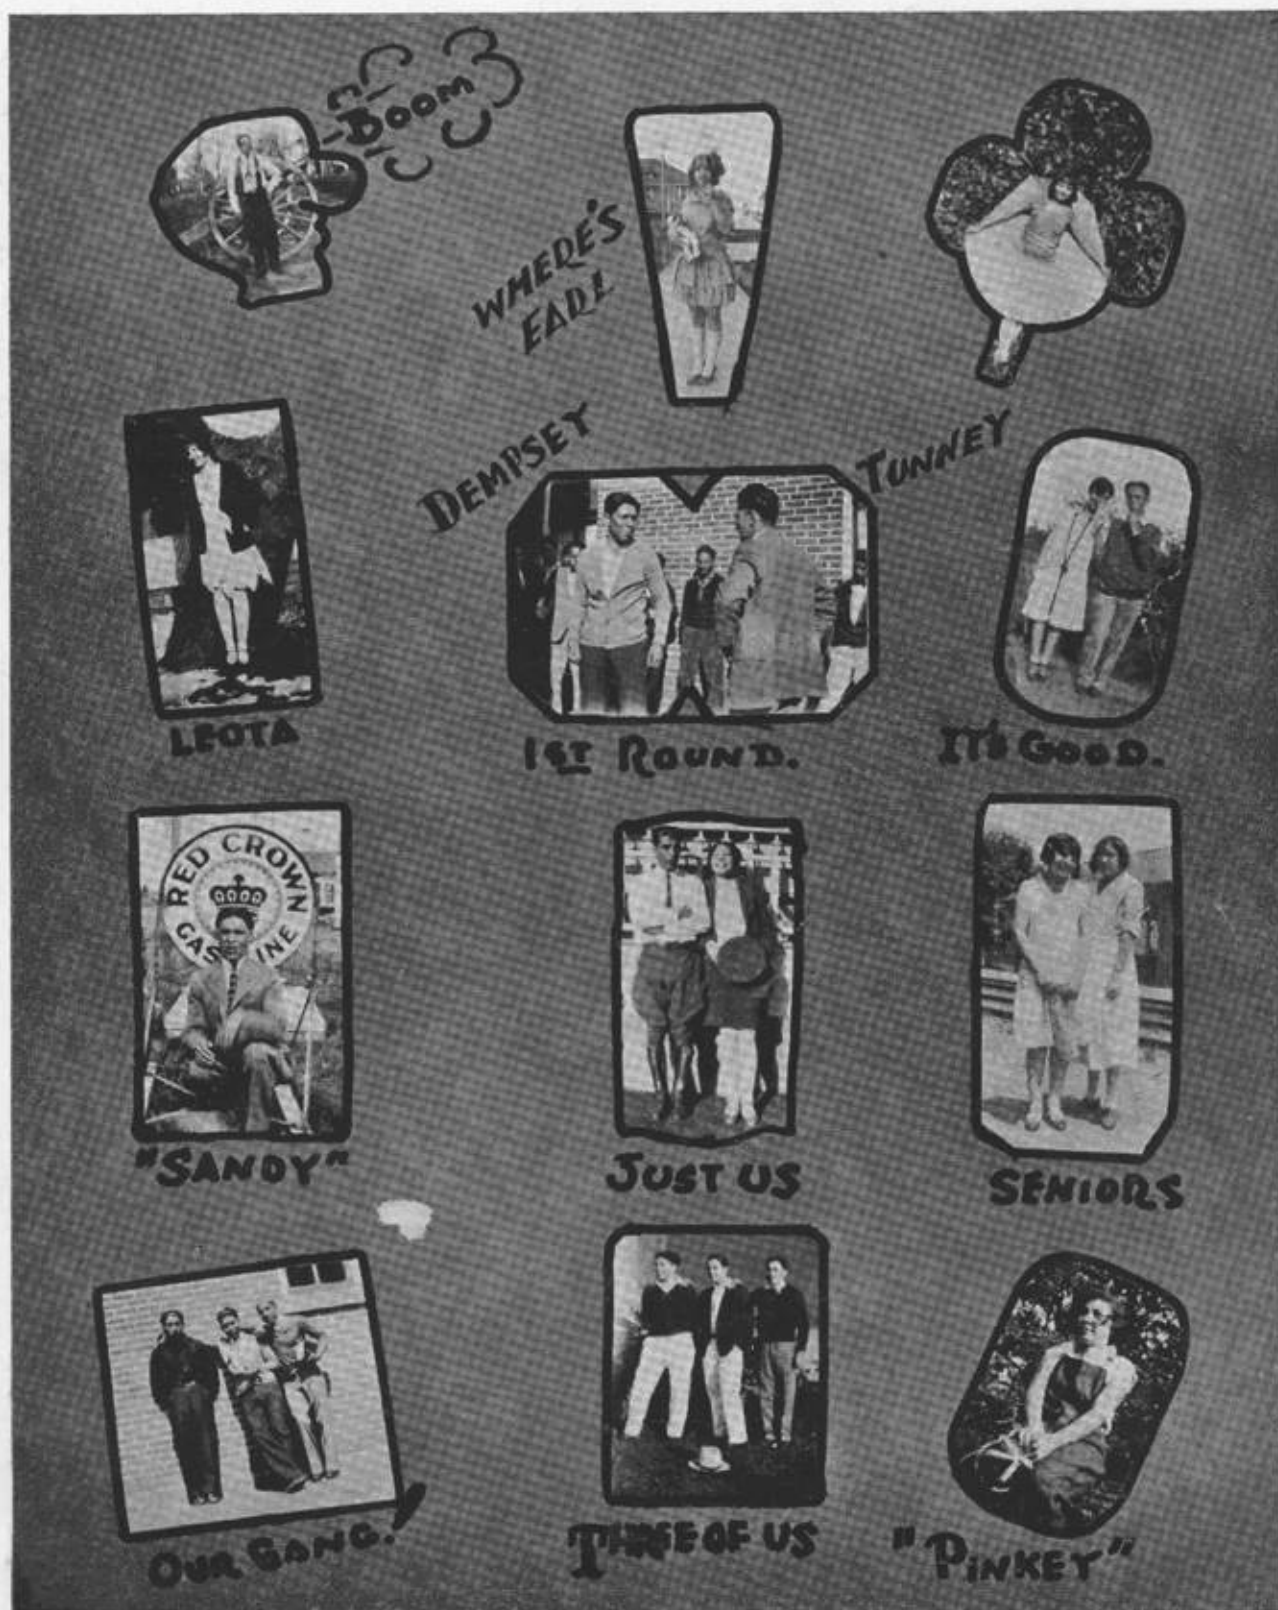 BOOM
WHERE'S
EARL
DEMPSEY
TUNNEY
LEOTA
1ST ROUND.
IT'S GOOD.
RED CROWN
GASOLINE
"SANDY"
JUST US
SENIORS
OUR GANG.
THREE OF US
"PINKEY"